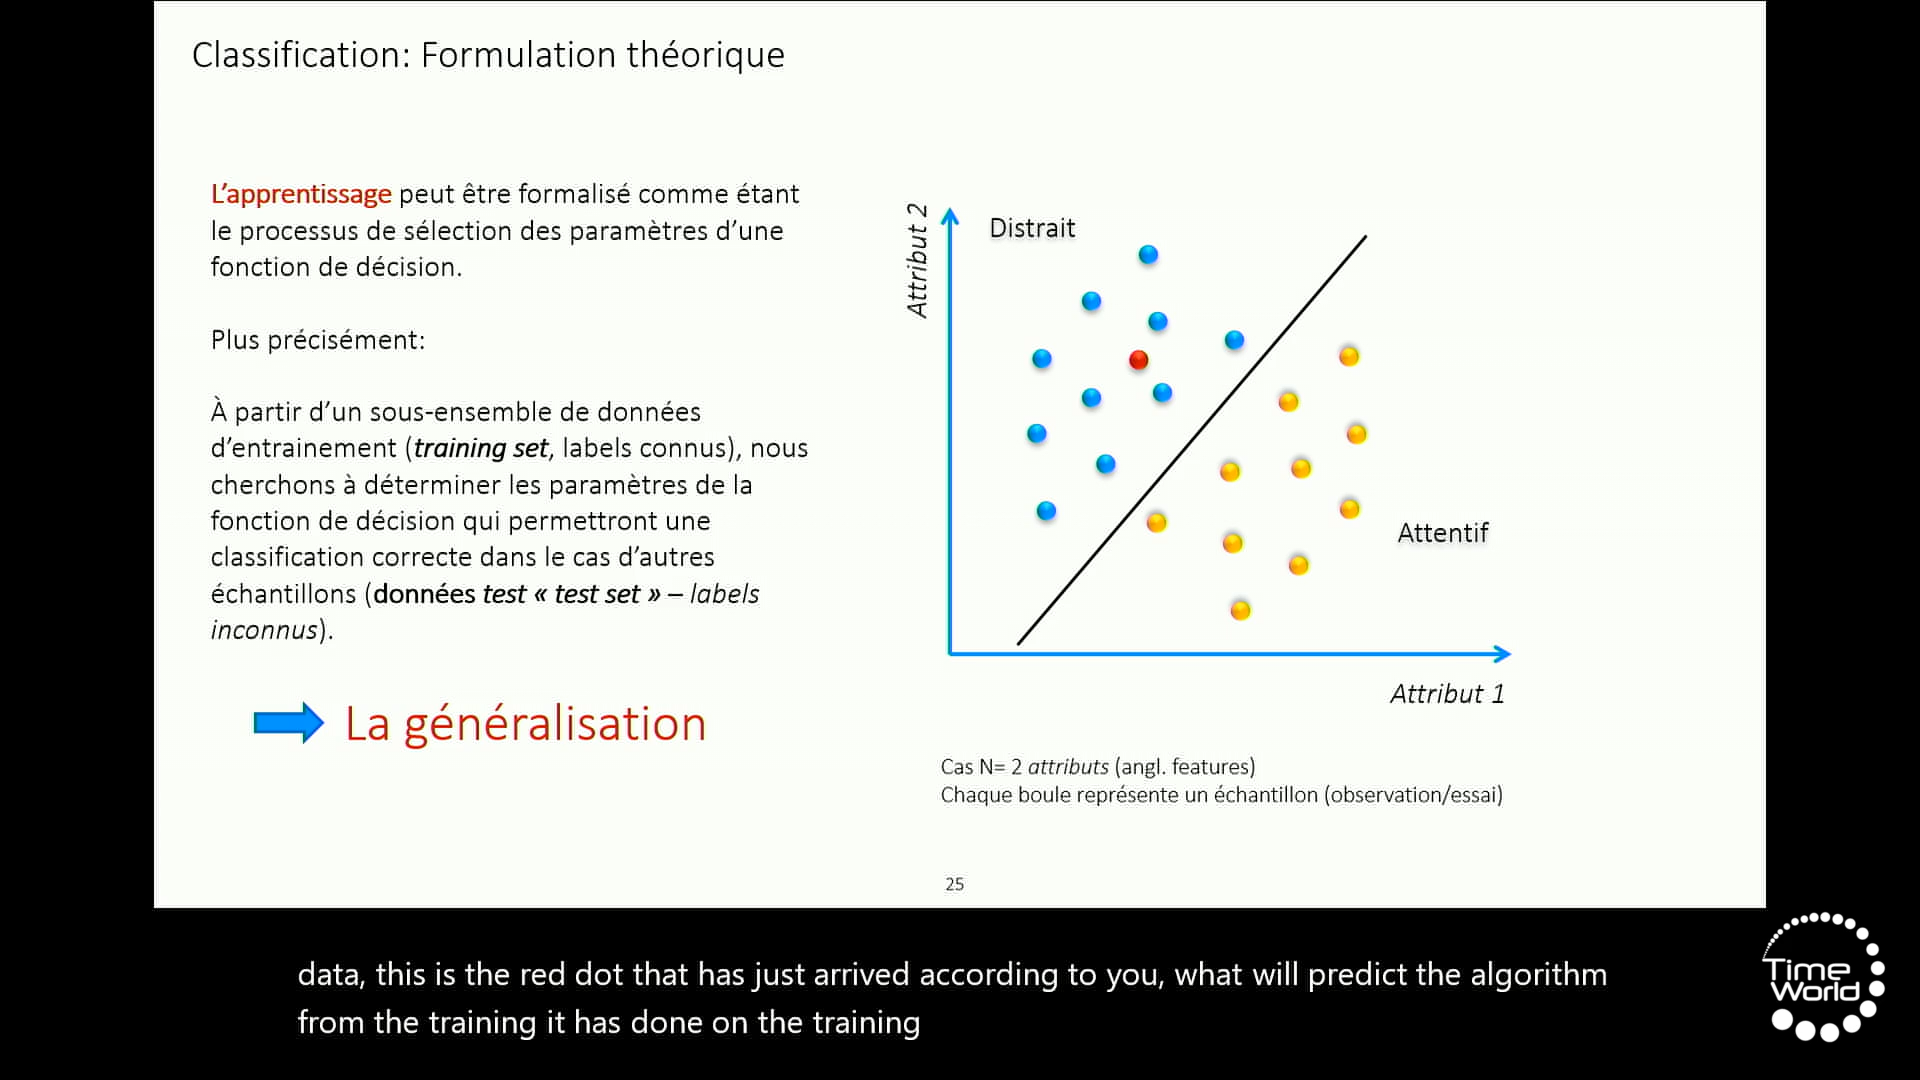 Classification: Formulation théorique
L’apprentissage peut être formalisé comme étant
le processus de sélection des paramètres d’une
fonction de décision.
Plus précisément:
À partir d’un sous-ensemble de données
d’entrainement (training set, labels connus), nous
cherchons à déterminer les paramètres de la
fonction de décision qui permettront une
classification correcte dans le cas d’autres
échantillons (données test « test set » – labels
inconnus).
La généralisation
Attribut 2
Distrait
Attentif
Attribut 1
Cas N= 2 attributs (angl. features)
Chaque boule représente un échantillon (observation/essai)
25
data, this is the red dot that has just arrived according to you, what will predict the algorithm
from the training it has done on the training
Time
World